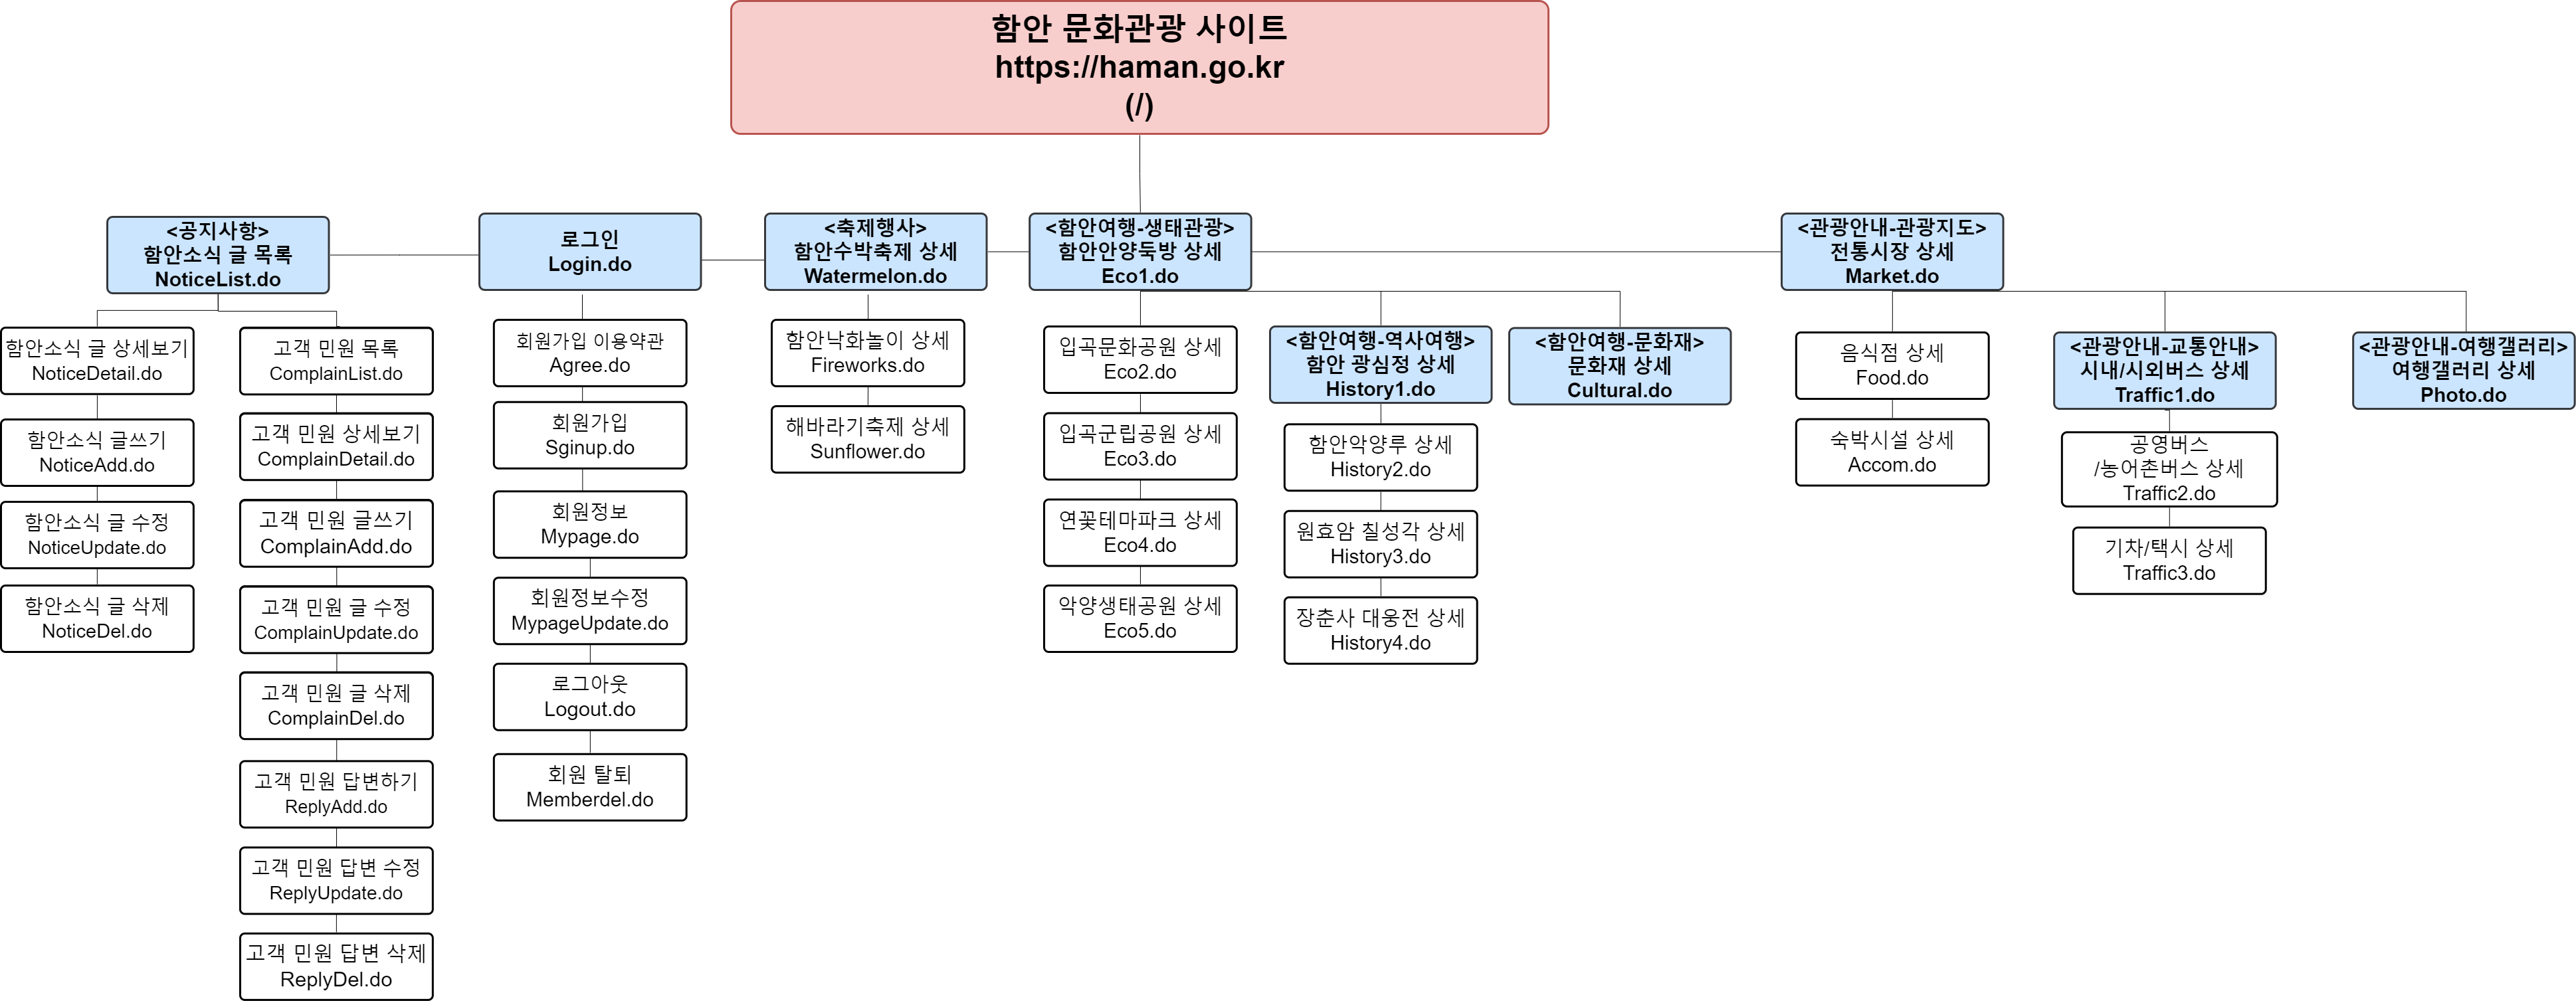 함안 문화관광 사이트
https://haman.go.kr
(/)
<공지사항>
함안소식 글 목록
NoticeList.do
로그인
Login.do
<축제행사>
함안수박축제 상세
Watermelon.do
<함안여행-생태관광>
함안안양둑방 상세
Eco1.do
<관광안내-관광지도>
전통시장 상세
Market.do
함안소식 글 상세보기
NoticeDetail.do
함안소식 글쓰기
NoticeAdd.do
함안소식 글 수정
NoticeUpdate.do
함안소식 글 삭제
NoticeDel.do
고객 민원 목록
ComplainList.do
고객 민원 상세보기
ComplainDetail.do
고객 민원 글쓰기
ComplainAdd.do
고객 민원 글 수정
ComplainUpdate.do
고객 민원 글 삭제
ComplainDel.do
고객 민원 답변하기
ReplyAdd.do
고객 민원 답변 수정
ReplyUpdate.do
고객 민원 답변 삭제
ReplyDel.do
회원가입 이용약관
Agree.do
회원가입
Sginup.do
회원정보
Mypage.do
회원정보수정
MypageUpdate.do
로그아웃
Logout.do
회원 탈퇴
Memberdel.do
함안낙화놀이 상세
Fireworks.do
해바라기축제 상세
Sunflower.do
입곡문화공원 상세
Eco2.do
입곡군립공원 상세
Eco3.do
연꽃테마파크 상세
Eco4.do
악양생태공원 상세
Eco5.do
<함안여행-역사여행>
함안 광심정 상세
History1.do
함안악양루 상세
History2.do
원효암 칠성각 상세
History3.do
장춘사 대웅전 상세
History4.do
<함안여행-문화재>
문화재 상세
Cultural.do
음식점 상세
Food.do
숙박시설 상세
Accom.do
<관광안내-교통안내>
시내/시외버스 상세
Traffic1.do
공영버스
/농어촌버스 상세
Traffic2.do
기차/택시 상세
Traffic3.do
<관광안내-여행갤러리>
여행갤러리 상세
Photo.do